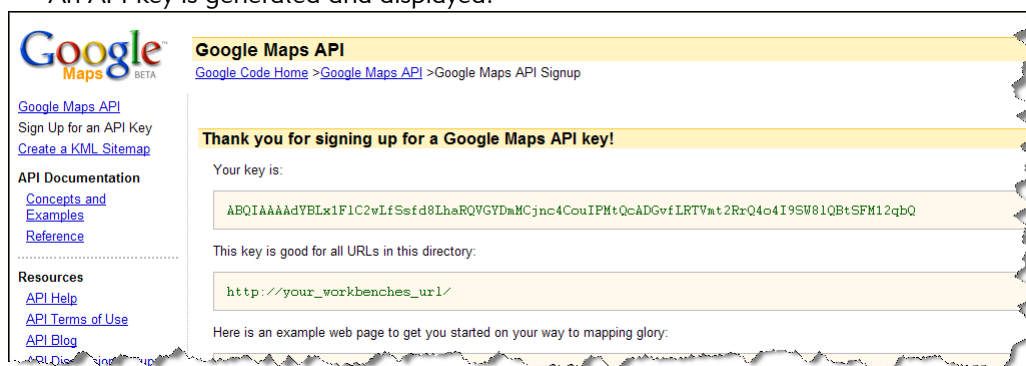 An API key is generated and displayed.
Google
Maps BETA
Google Maps API
Google Code Home >Google Maps API >Google Maps API Signup
Google Maps API
Sign Up for an API Key
Create a KML Sitemap
API Documentation
Concepts and
Examples
Reference
Resources
API Help
API Terms of Use
API Blog
Thank you for signing up for a Google Maps API key!
Your key is:
ABQIAAAAdYBLx1F1C2wLfSsfd8LhaRQVGYDmMCjnc4CouIPMtQcADGvfLRTVmt2RrQ4o4I9SW81QBtSFM12qbQ
This key is good for all URLs in this directory:
http://your_workbenches_url/
Here is an example web page to get you started on your way to mapping glory: